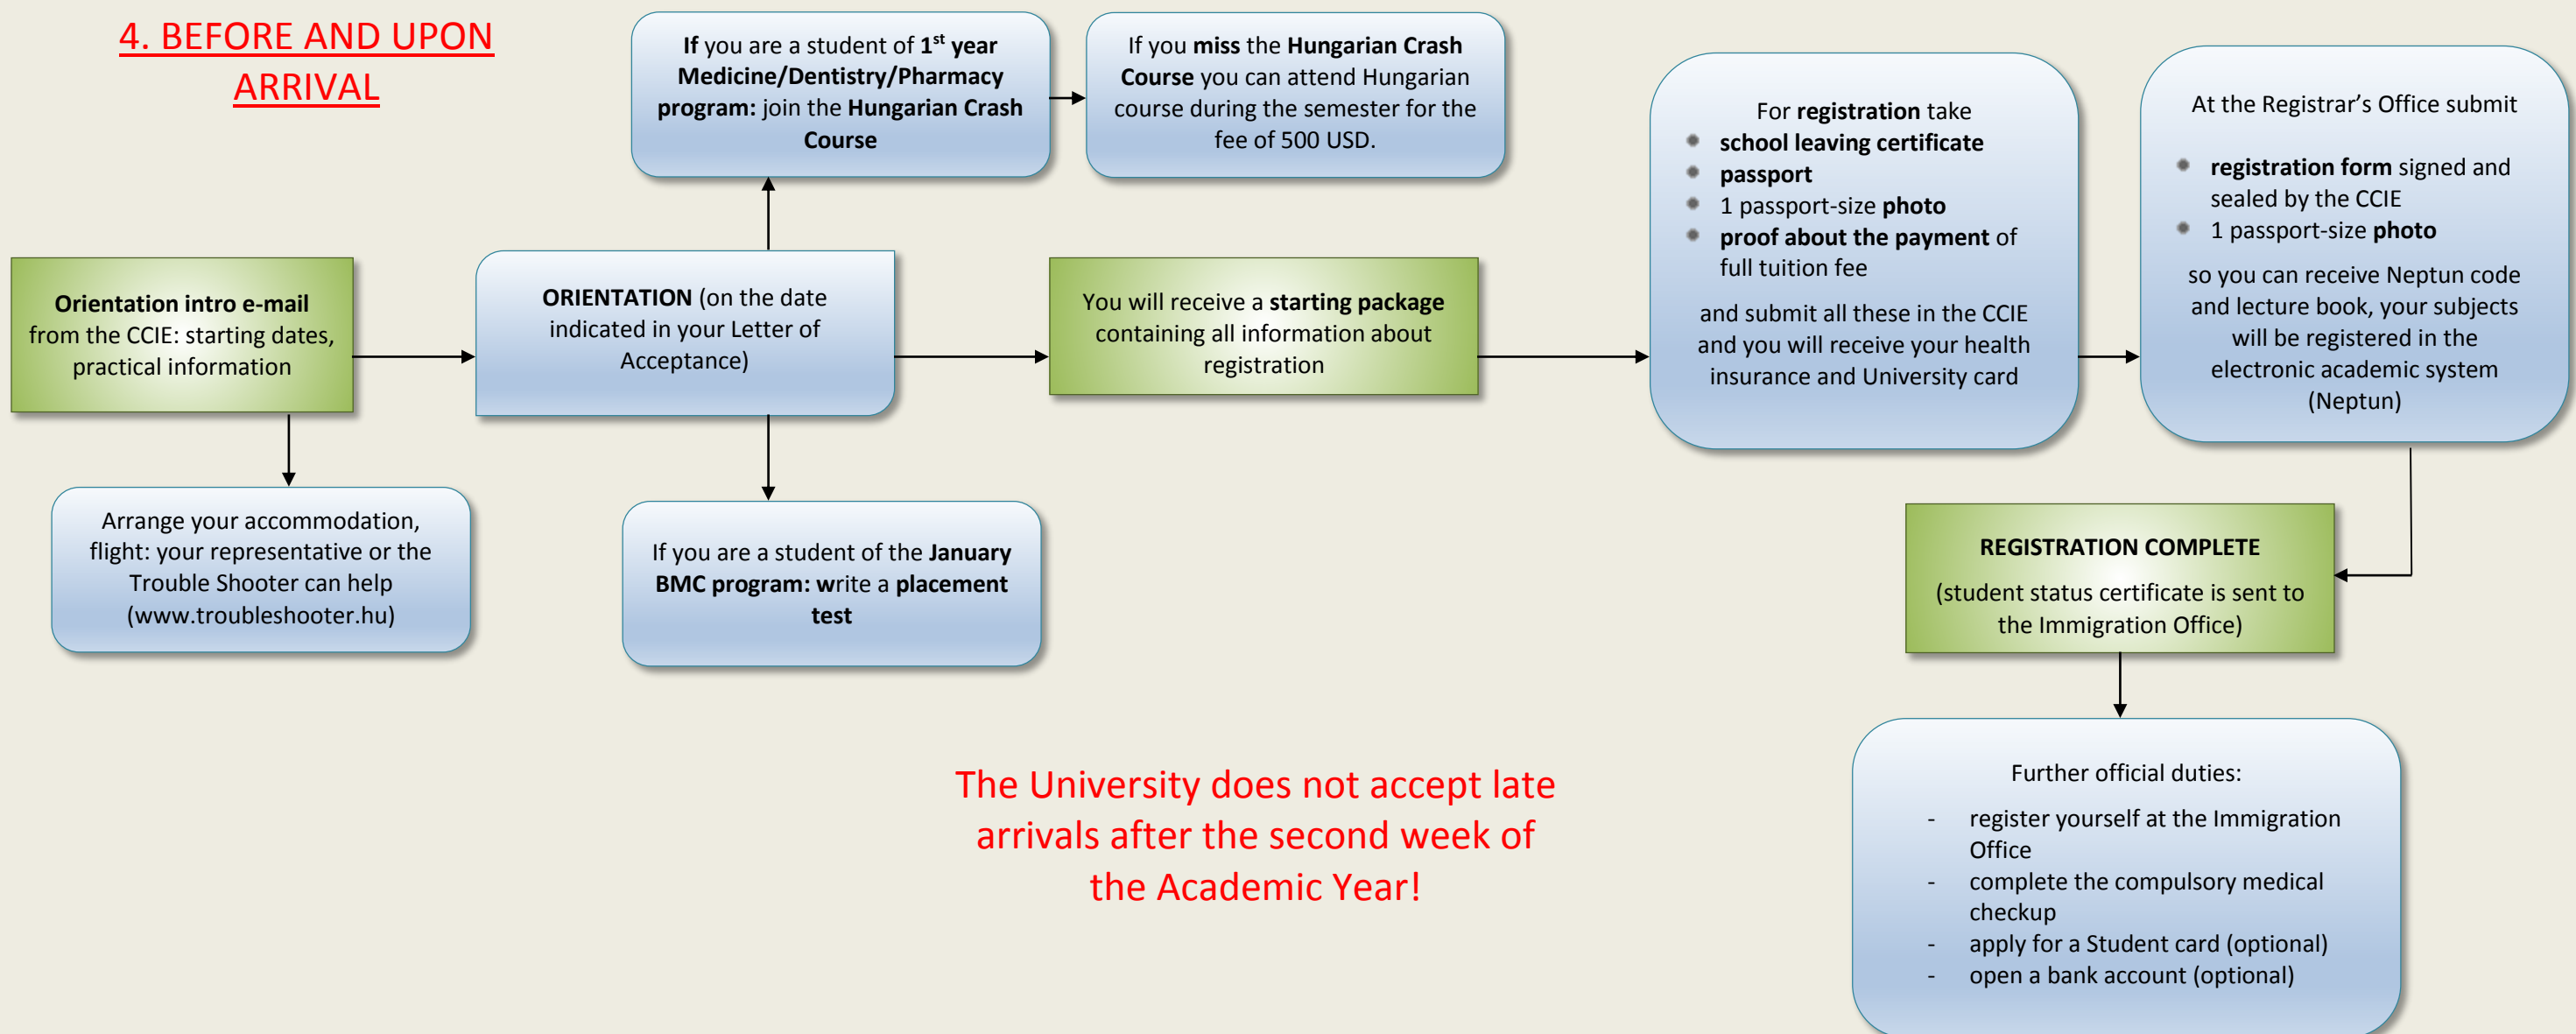 4. BEFORE AND UPON
ARRIVAL
If you are a student of 1st year
Medicine/Dentistry/Pharmacy
program: join the Hungarian Crash
Course
If you miss the Hungarian Crash
Course you can attend Hungarian
course during the semester for the
fee of 500 USD.
Orientation intro e-mail
from the CCIE: starting dates,
practical information
Arrange your accommodation,
flight: your representative or the
Trouble Shooter can help
(www.troubleshooter.hu)
ORIENTATION (on the date
indicated in your Letter of
Acceptance)
If you are a student of the January
BMC program: write a placement
test
You will receive a starting package
containing all information about
registration
For registration take
school leaving certificate
passport
1 passport-size photo
proof about the payment of
full tuition fee
and submit all these in the CCIE
and you will receive your health
insurance and University card
At the Registrar’s Office submit
registration form signed and
sealed by the CCIE
1 passport-size photo
so you can receive Neptun code
and lecture book, your subjects
will be registered in the
electronic academic system
(Neptun)
REGISTRATION COMPLETE
(student status certificate is sent to
the Immigration Office)
Further official duties:
- register yourself at the Immigration
Office
- complete the compulsory medical
checkup
- apply for a Student card (optional)
- open a bank account (optional)
The University does not accept late
arrivals after the second week of
the Academic Year!